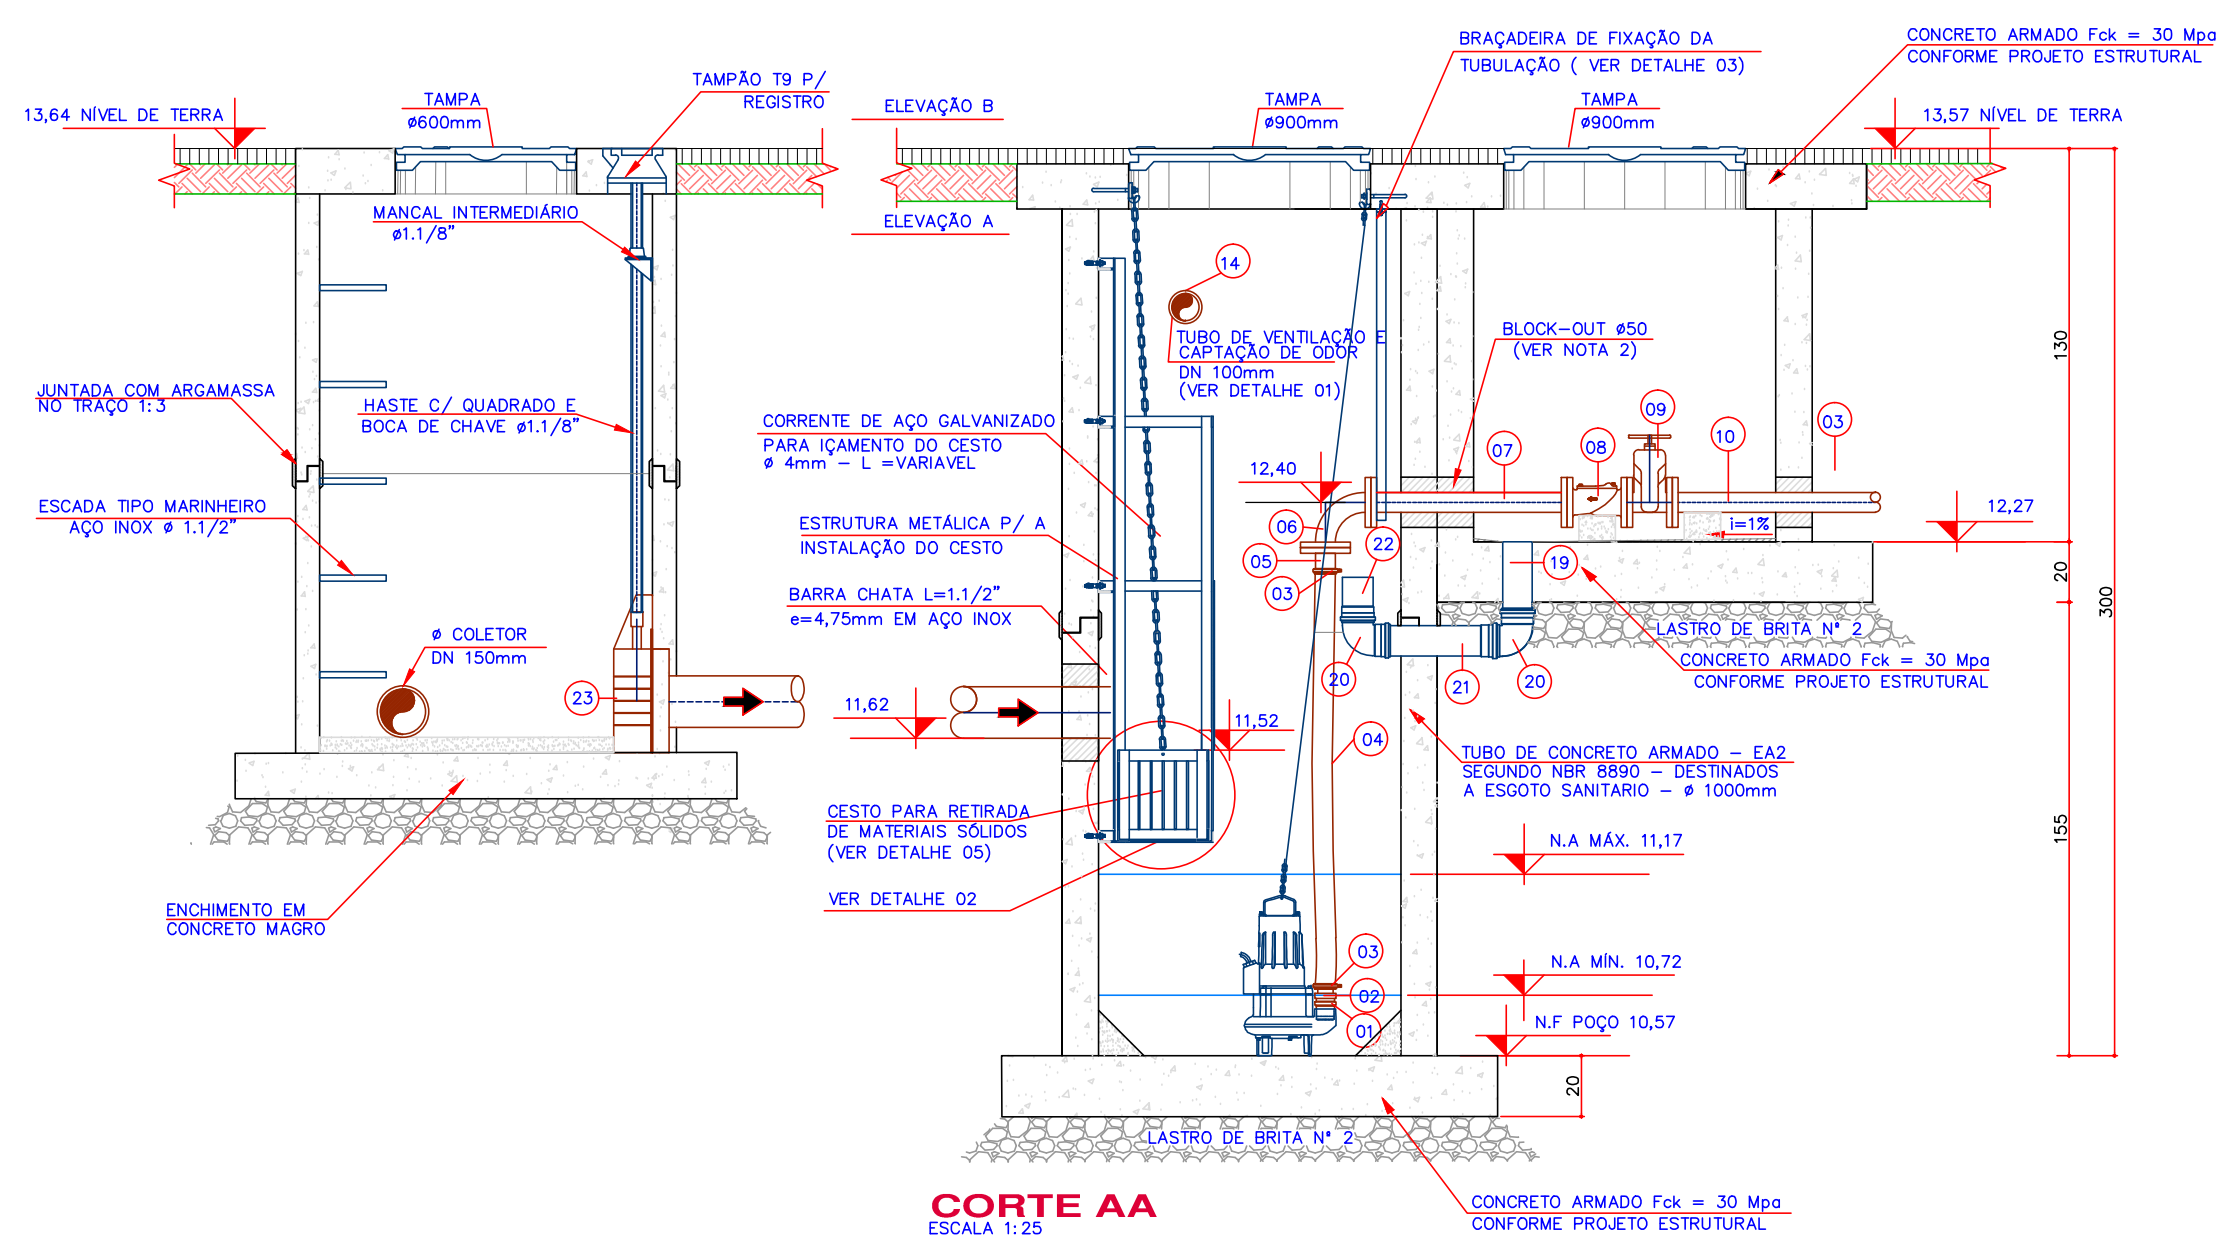 TAMPÃO T9 P/
REGISTRO
TAMPA
ø600mm
13,64 NÍVEL DE TERRA
MANCAL INTERMEDIÁRIO
ø1.1/8"
JUNTADA COM ARGAMASSA
NO TRAÇO 1:3
HASTE C/ QUADRADO E
BOCA DE CHAVE ø1.1/8"
ESCADA TIPO MARINHEIRO
AÇO INOX ø 1.1/2"
ø COLETOR
DN 150mm
23
ENCHIMENTO EM
CONCRETO MAGRO
ELEVAÇÃO B
ELEVAÇÃO A
TAMPA
ø900mm
BRAÇADEIRA DE FIXAÇÃO DA
TUBULAÇÃO ( VER DETALHE 03)
TAMPA
ø900mm
CONCRETO ARMADO Fck = 30 Mpa
CONFORME PROJETO ESTRUTURAL
13,57 NÍVEL DE TERRA
14
TUBO DE VENTILAÇÃO E
CAPTAÇÃO DE ODOR
DN 100mm
(VER DETALHE 01)
BLOCK-OUT ø50
(VER NOTA 2)
CORRENTE DE AÇO GALVANIZADO
PARA IÇAMENTO DO CESTO
ø 4mm - L =VARIAVEL
12,40
07
08
09
10
03
ESTRUTURA METÁLICA P/ A
INSTALAÇÃO DO CESTO
06
05
03
22
19
i=1%
12,27
BARRA CHATA L=1.1/2"
e=4,75mm EM AÇO INOX
LASTRO DE BRITA N° 2
CONCRETO ARMADO Fck = 30 Mpa
CONFORME PROJETO ESTRUTURAL
20
21
20
11,62
11,52
04
TUBO DE CONCRETO ARMADO - EA2
SEGUNDO NBR 8890 - DESTINADOS
A ESGOTO SANITARIO - ø 1000mm
CESTO PARA RETIRADA
DE MATERIAIS SÓLIDOS
(VER DETALHE 05)
VER DETALHE 02
N.A MÁX. 11,17
03
02
01
N.A MÍN. 10,72
N.F POÇO 10,57
130
20
155
300
20
LASTRO DE BRITA N° 2
CONCRETO ARMADO Fck = 30 Mpa
CONFORME PROJETO ESTRUTURAL
CORTE AA
ESCALA 1:25